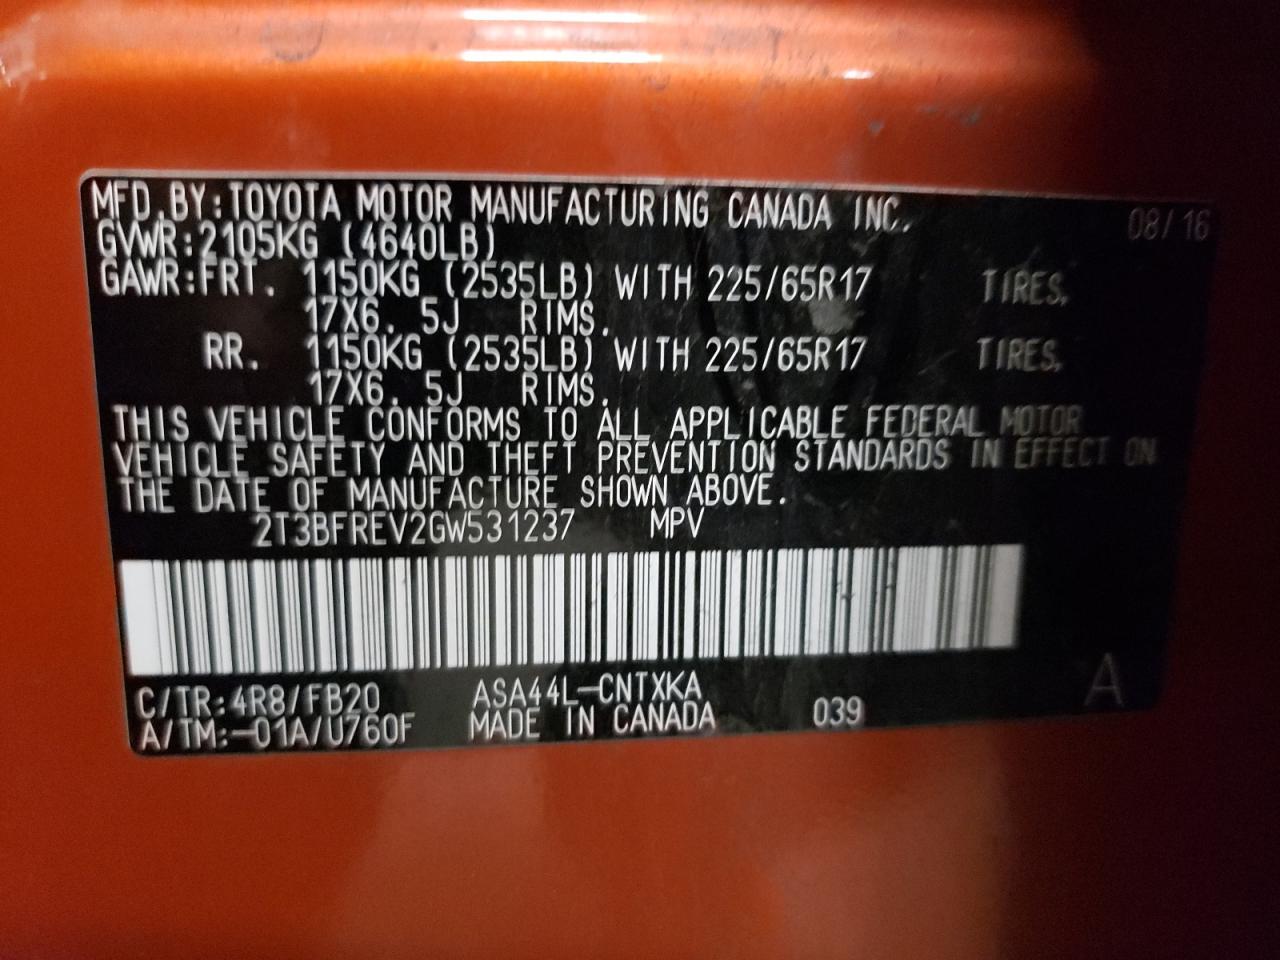 MFD.BY:TOYOTA MOTOR MANUFACTURING CANADA INC. 08/16
GVWR:2105KG (4640LB)
GAWR:FRT. 1150KG (2535LB) WITH 225/65R17 TIRES,
17X6.5J RIMS.
RR. 1150KG (2535LB) WITH 225/65R17 TIRES,
17X6.5J RIMS.
THIS VEHICLE CONFORMS TO ALL APPLICABLE FEDERAL MOTOR
VEHICLE SAFETY AND THEFT PREVENTION STANDARDS IN EFFECT ON
THE DATE OF MANUFACTURE SHOWN ABOVE.
2T3BFREV2GW531237 MPV
C/TR:4R8/FB20 ASA44L-CNTXKA
A/TM:-01A/U760F MADE IN CANADA 039 A